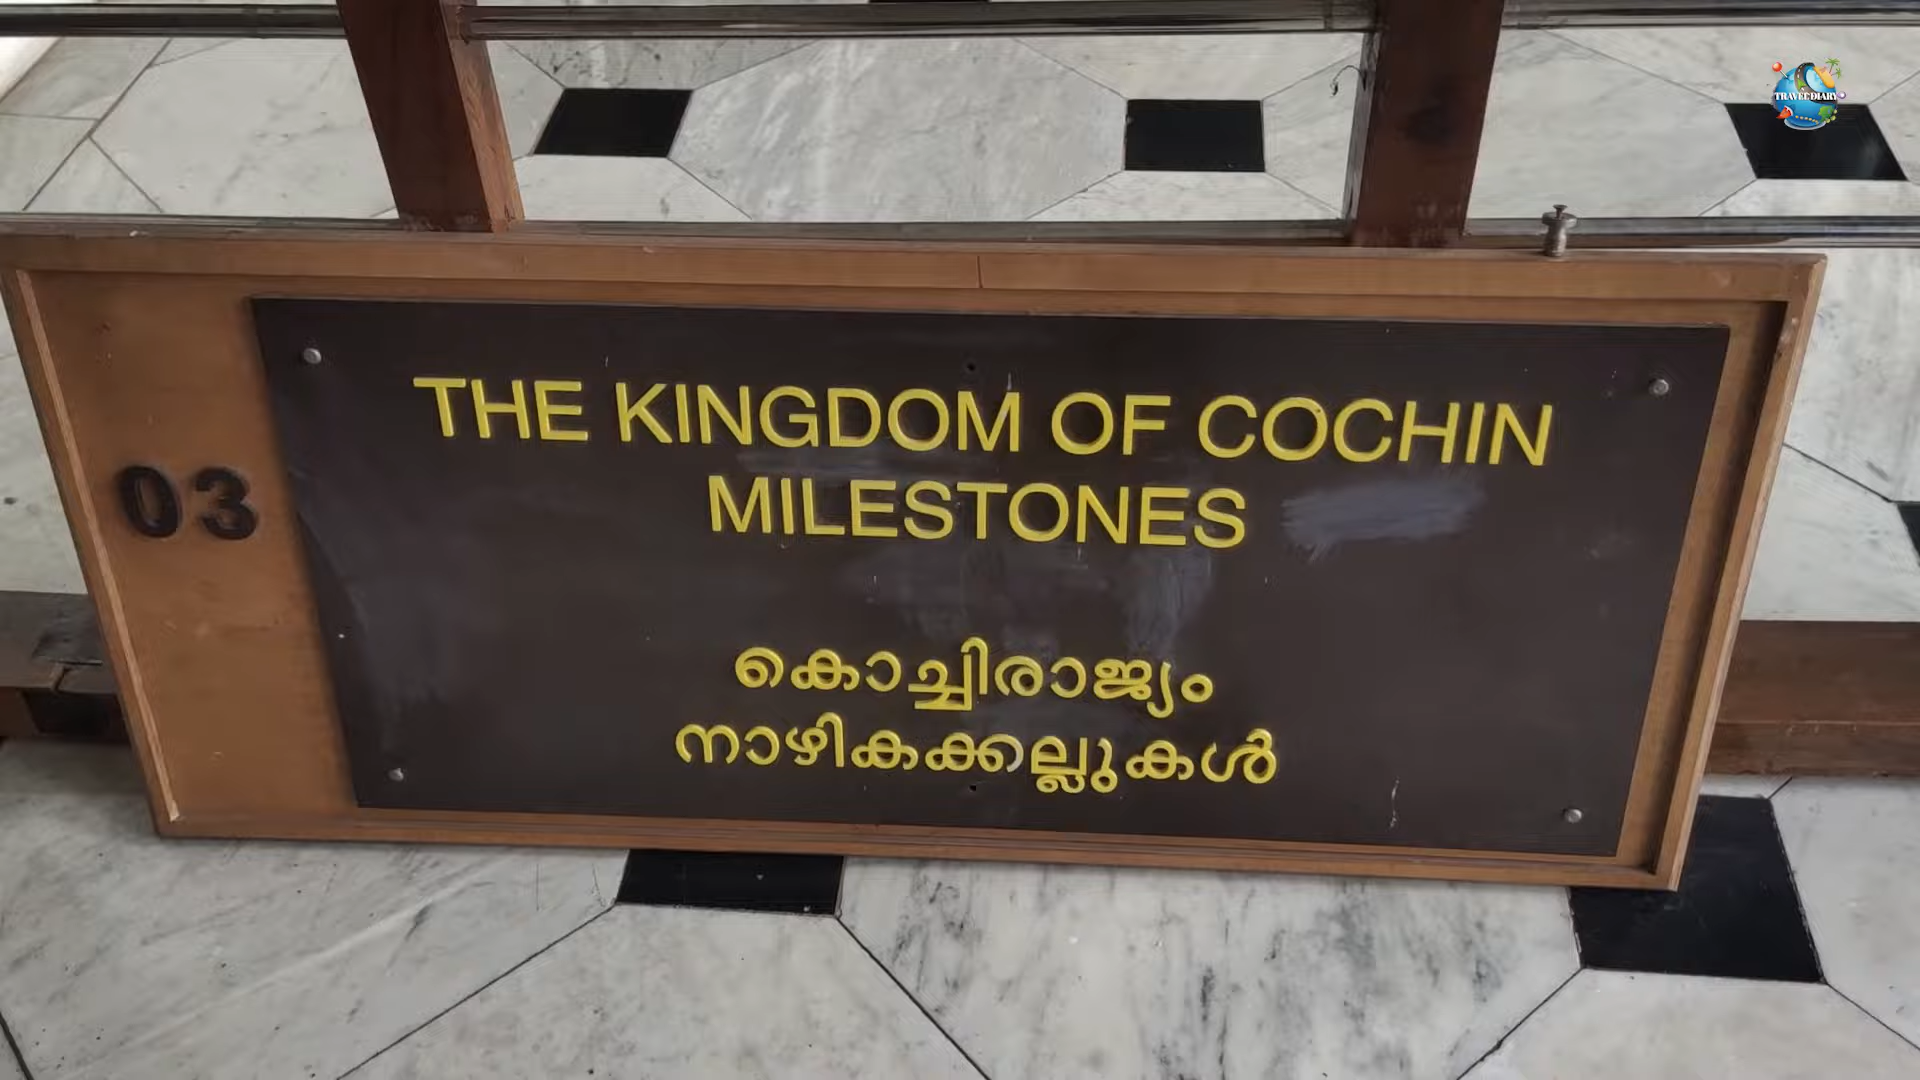 TRAVEL DIARY
THE KINGDOM OF COCHIN
MILESTONES
03
കൊച്ചിരാജ്യം
നാഴികക്കല്ലുകൾ